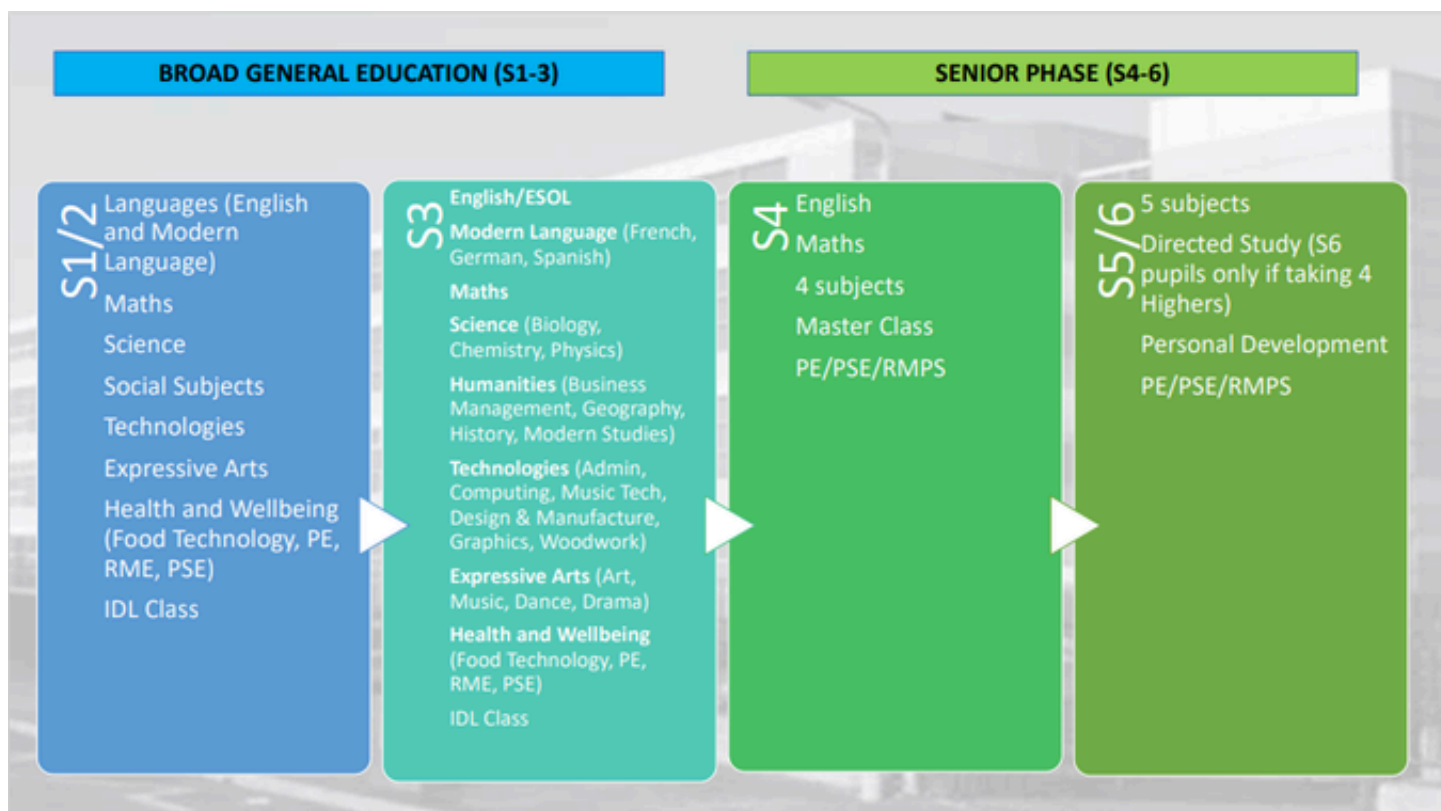 BROAD GENERAL EDUCATION (S1-3)
SENIOR PHASE (S4-6)
S1/2
Languages (English
and Modern
Language)
Maths
Science
Social Subjects
Technologies
Expressive Arts
Health and Wellbeing
(Food Technology, PE,
RME, PSE)
IDL Class
S3
English/ESOL
Modern Language (French,
German, Spanish)
Maths
Science (Biology,
Chemistry, Physics)
Humanities (Business
Management, Geography,
History, Modern Studies)
Technologies (Admin,
Computing, Music Tech,
Design & Manufacture,
Graphics, Woodwork)
Expressive Arts (Art,
Music, Dance, Drama)
Health and Wellbeing
(Food Technology, PE,
RME, PSE)
IDL Class
S4
English
Maths
4 subjects
Master Class
PE/PSE/RMPS
S5/6
5 subjects
Directed Study (S6
pupils only if taking 4
Highers)
Personal Development
PE/PSE/RMPS